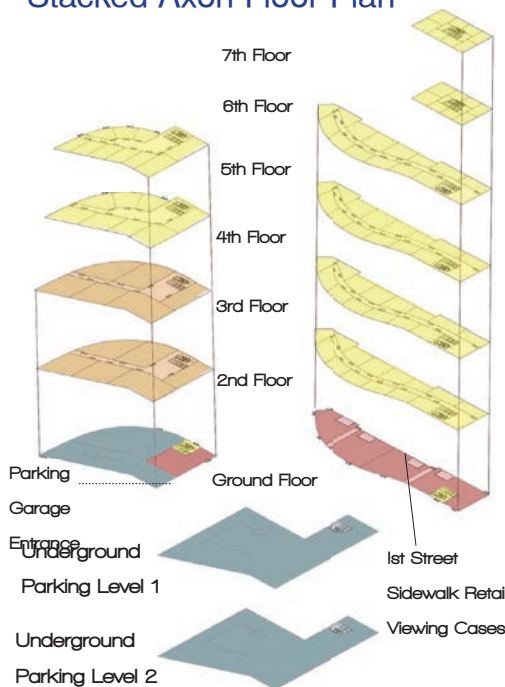 Stacked Axon Floor Plan
7th Floor
6th Floor
5th Floor
4th Floor
3rd Floor
2nd Floor
Ground Floor
Parking
Garage
Entrance
Underground
Parking Level 1
Underground
Parking Level 2
1st Street
Sidewalk Retai
Viewing Cases